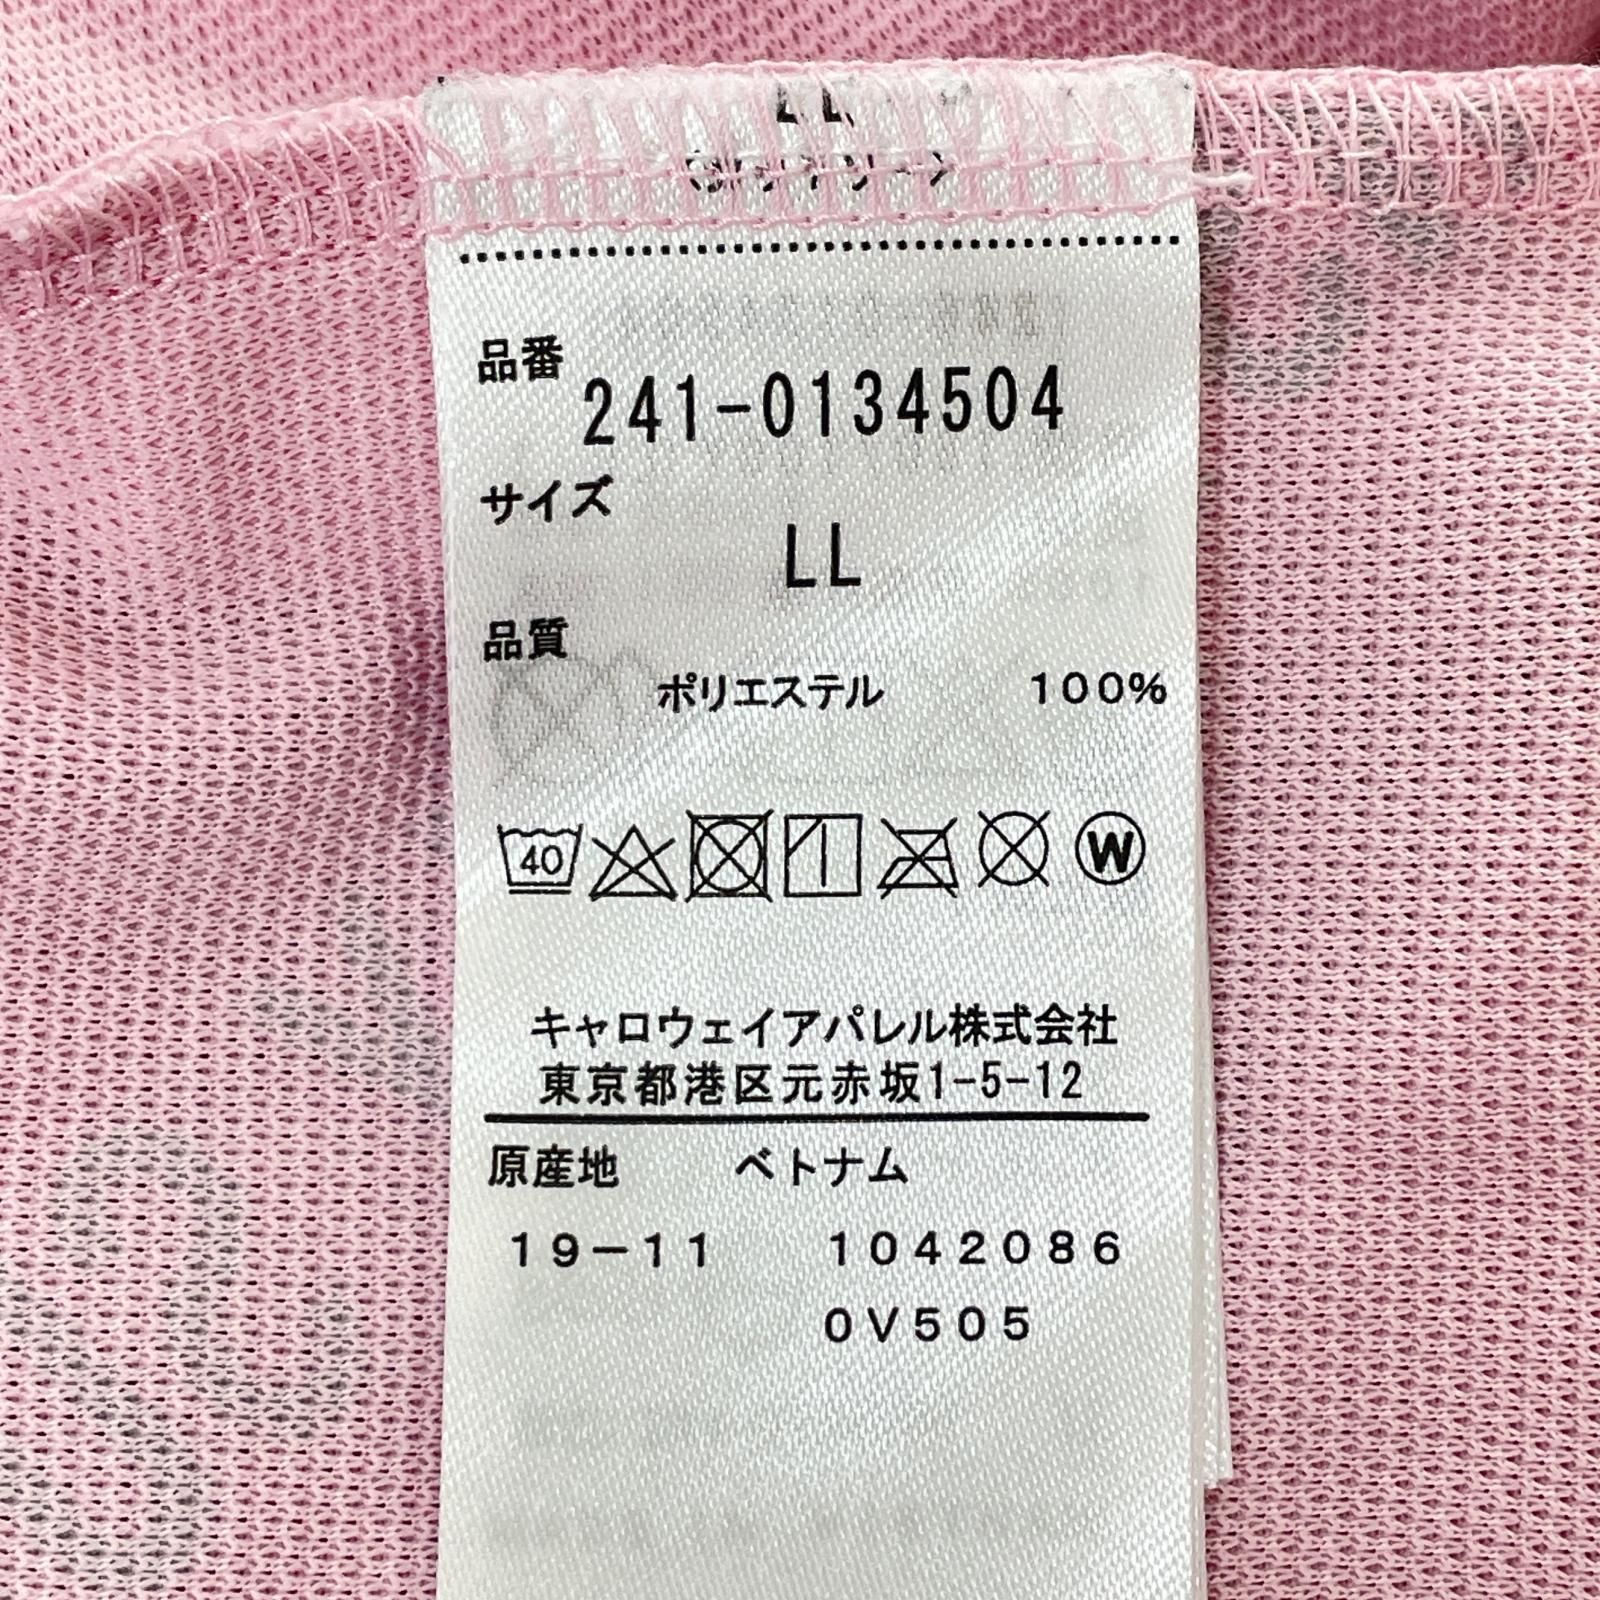 LL
品番
241-0134504
サイズ
LL
品質
ポリエステル 100%
40 W
キャロウェイアパレル株式会社
東京都港区元赤坂1-5-12
原産地 ベトナム
19-11 1042086
0V505